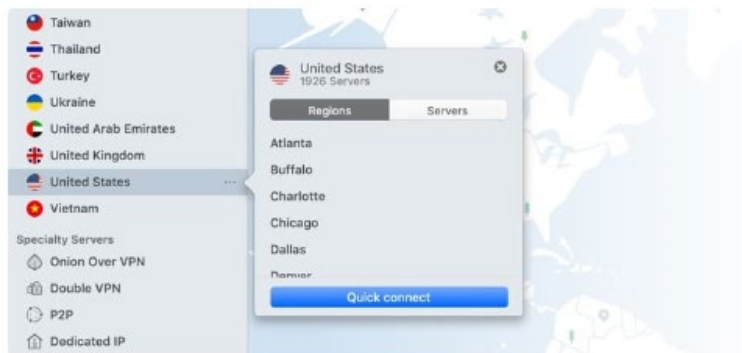 Taiwan
Thailand
Turkey
Ukraine
United Arab Emirates
United Kingdom
United States ...
Vietnam
Specialty Servers
Onion Over VPN
Double VPN
P2P
Dedicated IP
United States
1926 Servers
Regions Servers
Atlanta
Buffalo
Charlotte
Chicago
Dallas
Denver
Quick connect